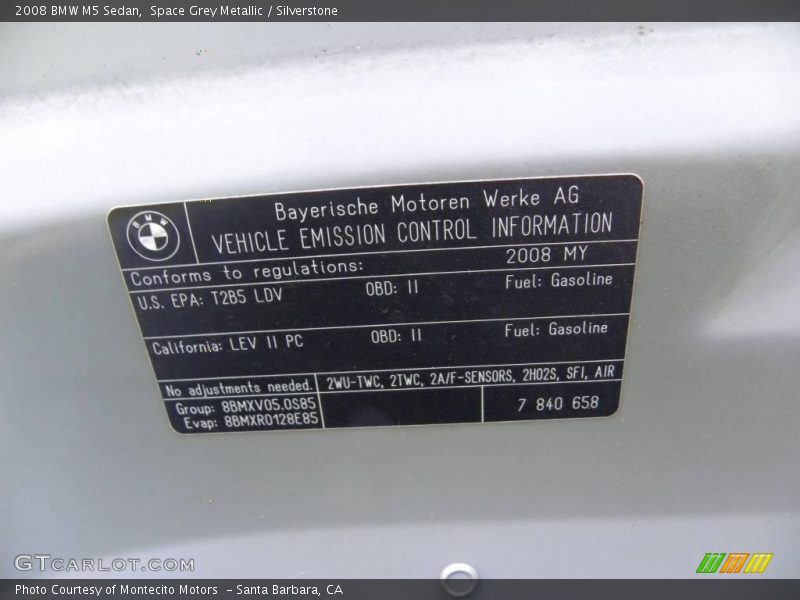 2008 BMW M5 Sedan,  Space Grey Metallic / Silverstone
BMW
Bayerische Motoren Werke AG
VEHICLE EMISSION CONTROL INFORMATION
Conforms to regulations: 2008 MY
U.S. EPA: T2B5 LDV OBD: II Fuel: Gasoline
California: LEV II PC OBD: II Fuel: Gasoline
No adjustments needed. 2WU-TWC, 2TWC, 2A/F-SENSORS, 2HO2S, SFI, AIR
Group: 8BMXV05.0S85
Evap: 8BMXR0128E85
7 840 658
GTCARLOT.COM
Photo Courtesy of Montecito Motors  - Santa Barbara, CA